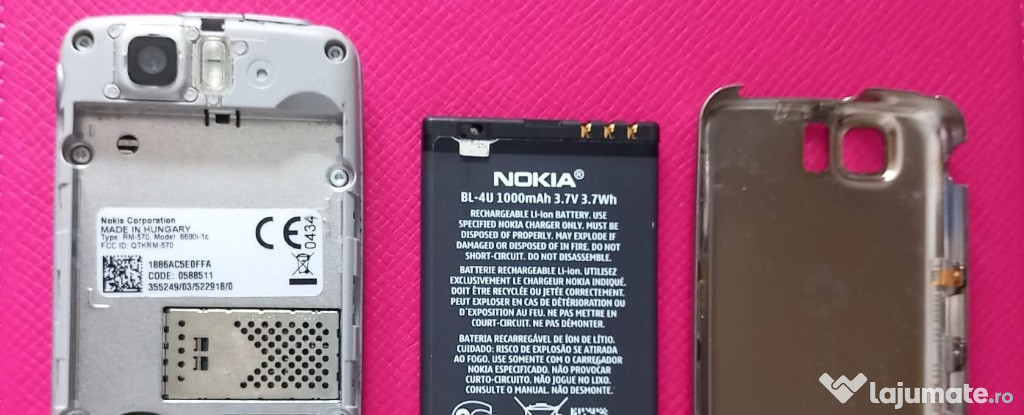 Nokia Corporation
MADE IN HUNGARY
Type: RM-570, Model: 6600i-1c
FCC ID: QTKRM-570
1886AC5E0FFA
CODE: 0588511
355249/03/522918/0
CE
0434
NOKIA®
BL-4U 1000mAh 3.7V 3.7Wh
RECHARGEABLE Li-Ion BATTERY. USE
SPECIFIED NOKIA CHARGER ONLY. MUST BE
DISPOSED OF PROPERLY. MAY EXPLODE IF
DAMAGED OR DISPOSED OF IN FIRE. DO NOT
SHORT-CIRCUIT. DO NOT DISASSEMBLE.
BATTERIE RECHARGEABLE Li-Ion. UTILISEZ
EXCLUSIVEMENT LE CHARGEUR NOKIA INDIQUÉ.
DOIT ÊTRE RECYCLÉE OU JETÉE CORRECTEMENT.
PEUT EXPLOSER EN CAS DE DÉTÉRIORATION OU
D'EXPOSITION AU FEU. NE PAS METTRE EN
COURT-CIRCUIT. NE PAS DÉMONTER.
BATERIA RECARREGÁVEL DE ÍON DE LÍTIO.
CUIDADO: RISCO DE EXPLOSÃO SE ATIRADA
AO FOGO. USE SOMENTE COM O CARREGADOR
NOKIA ESPECIFICADO. NÃO PROVOCAR
CURTO-CIRCUITO. NÃO JOGUE NO LIXO.
CONSULTE O MANUAL. NÃO DESMONTE.
lajumate.ro